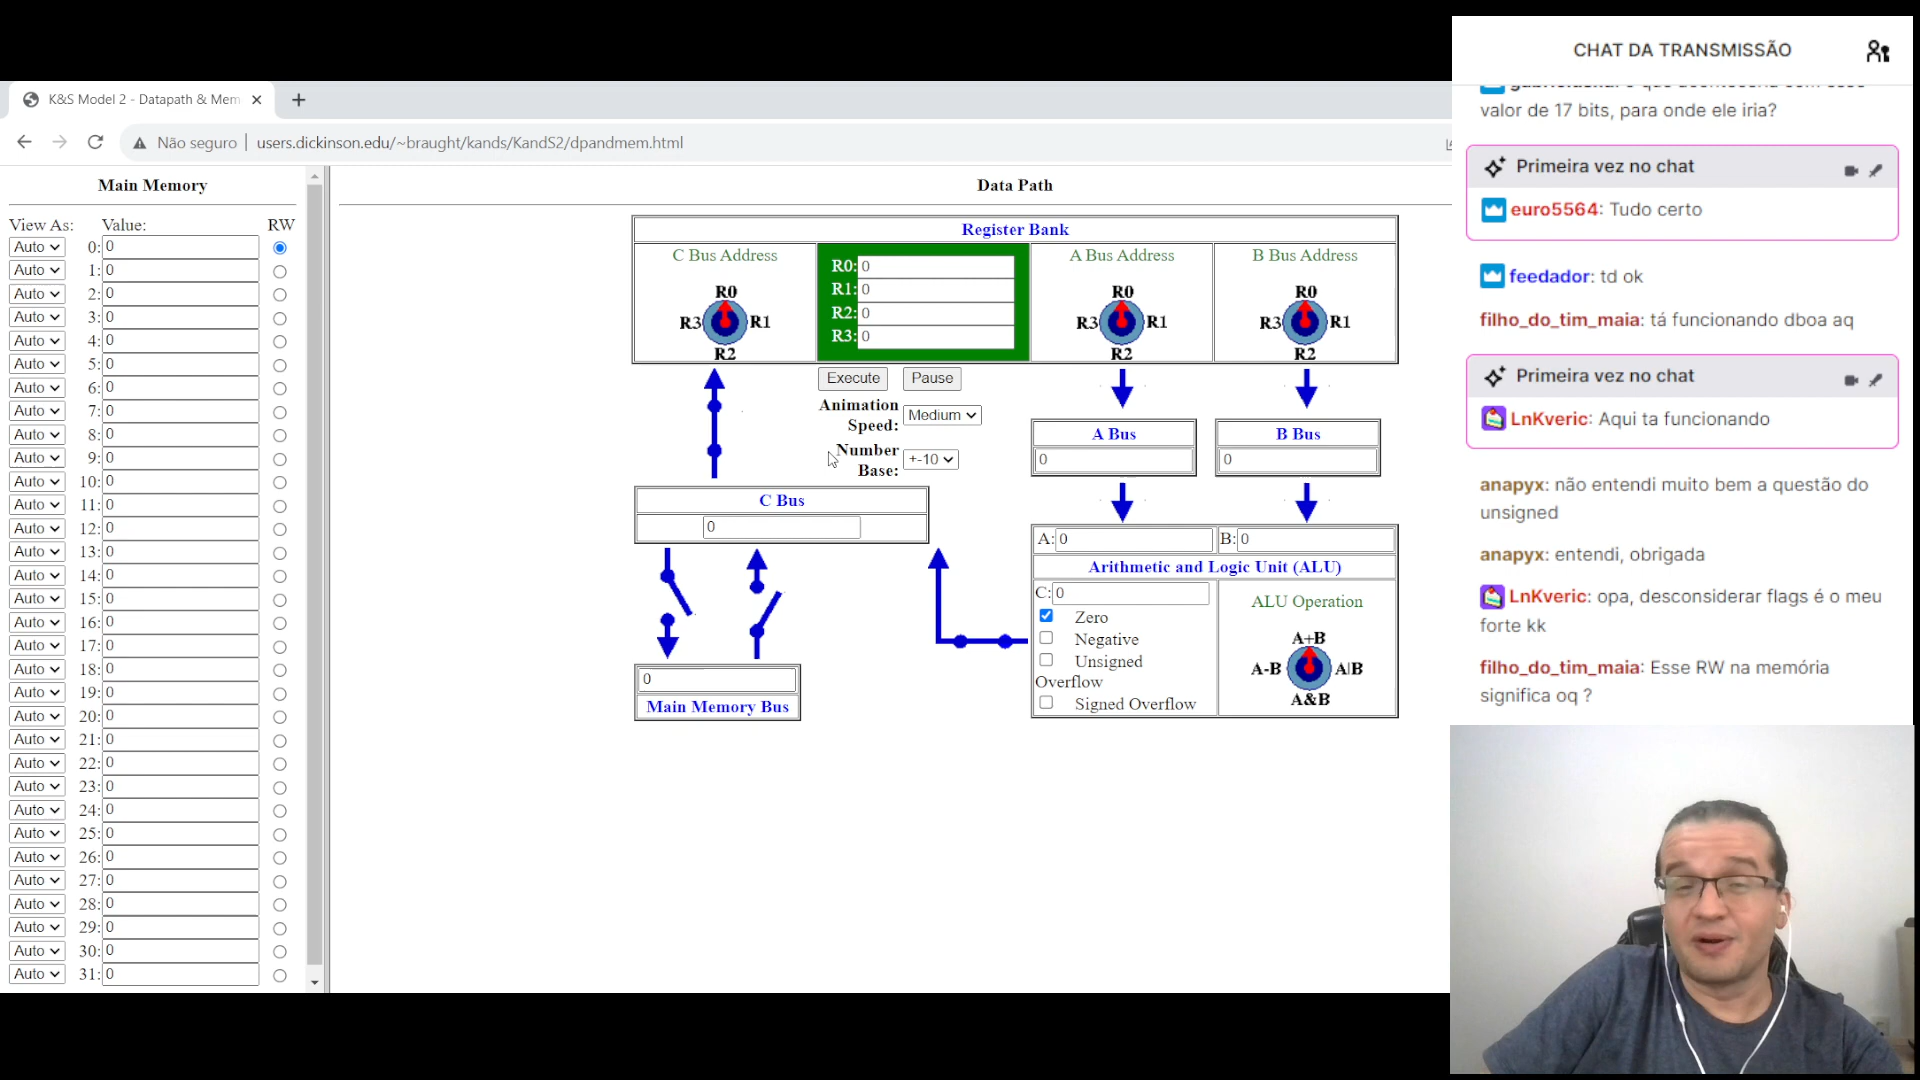 K&S Model 2 - Datapath & Mem
Não seguro
users.dickinson.edu/~braught/kands/KandS2/dpandmem.html
Main Memory
View As: Value: RW
Auto 0: 0
Auto 1: 0
Auto 2: 0
Auto 3: 0
Auto 4: 0
Auto 5: 0
Auto 6: 0
Auto 7: 0
Auto 8: 0
Auto 9: 0
Auto 10: 0
Auto 11: 0
Auto 12: 0
Auto 13: 0
Auto 14: 0
Auto 15: 0
Auto 16: 0
Auto 17: 0
Auto 18: 0
Auto 19: 0
Auto 20: 0
Auto 21: 0
Auto 22: 0
Auto 23: 0
Auto 24: 0
Auto 25: 0
Auto 26: 0
Auto 27: 0
Auto 28: 0
Auto 29: 0
Auto 30: 0
Auto 31: 0
Data Path
Register Bank
C Bus Address
R0
R3 R1
R2
R0: 0
R1: 0
R2: 0
R3: 0
A Bus Address
R0
R3 R1
R2
B Bus Address
R0
R3 R1
R2
Execute Pause
Animation
Speed: Medium
Number
Base: +-10
A Bus
0
B Bus
0
C Bus
0
A: 0 B: 0
Arithmetic and Logic Unit (ALU)
C: 0
Zero
Negative
Unsigned
Overflow
Signed Overflow
ALU Operation
A+B
A-B A|B
A&B
0
Main Memory Bus
CHAT DA TRANSMISSÃO
valor de 17 bits, para onde ele iria?
Primeira vez no chat
euro5564: Tudo certo
feedador: td ok
filho_do_tim_maia: tá funcionando dboa aq
Primeira vez no chat
LnKveric: Aqui ta funcionando
anapyx: não entendi muito bem a questão do
unsigned
anapyx: entendi, obrigada
LnKveric: opa, desconsiderar flags é o meu
forte kk
filho_do_tim_maia: Esse RW na memória
significa oq ?